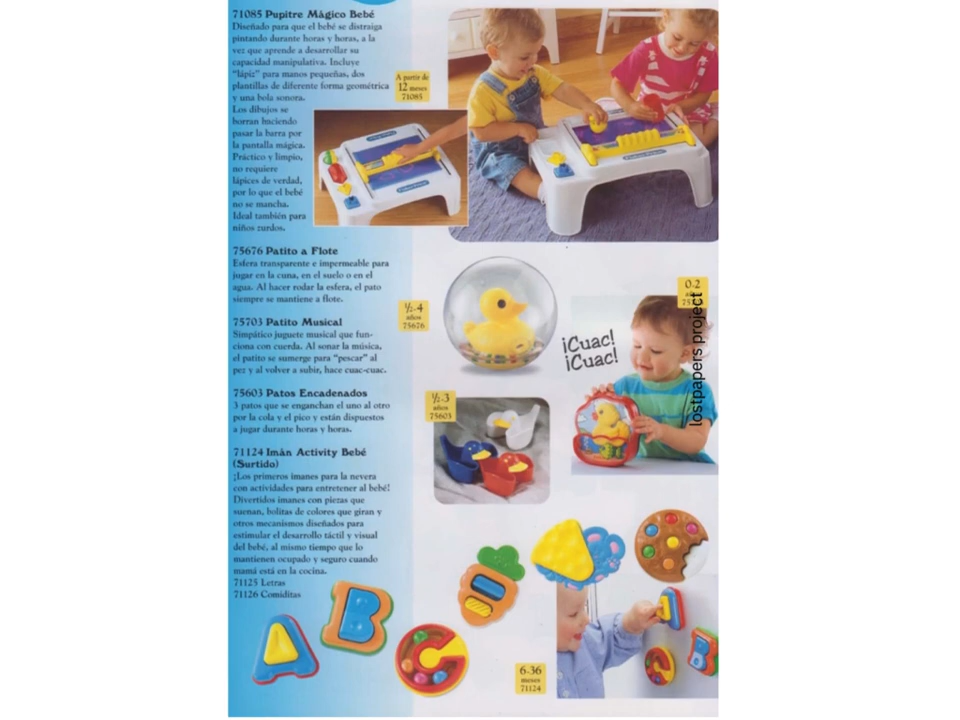 71085 Pupitre Mágico Bebé
Diseñado para que el bebé se distraiga
pintando durante horas y horas, a la
vez que aprende a desarrollar su
capacidad manipulativa. Incluye
"lápiz" para manos pequeñas, dos
plantillas de diferente forma geométrica
y una bola sonora.
Los dibujos se
borran haciendo
pasar la barra por
la pantalla mágica.
Práctico y limpio,
no requiere
lápices de verdad,
por lo que el bebé
no se mancha.
Ideal también para
niños zurdos.
A partir de
12 meses
71085
75676 Patito a Flote
Esfera transparente e impermeable para
jugar en la cuna, en el suelo o en el
agua. Al hacer rodar la esfera, el pato
siempre se mantiene a flote.
½-4
años
75676
75703 Patito Musical
Simpático juguete musical que fun-
ciona con cuerda. Al sonar la música,
el patito se sumerge para "pescar" al
pez y al volver a subir, hace cuac-cuac.
¡Cuac!
¡Cuac!
0-2
lostpapers project
75603 Patos Encadenados
3 patos que se enganchan el uno al otro
por la cola y el pico y están dispuestos
a jugar durante horas y horas.
½-3
años
75603
71124 Imán Activity Bebé
(Surtido)
¡Los primeros imanes para la nevera
con actividades para entretener al bebé!
Divertidos imanes con piezas que
suenan, bolitas de colores que giran y
otros mecanismos diseñados para
estimular el desarrollo táctil y visual
del bebé, al mismo tiempo que lo
mantienen ocupado y seguro cuando
mamá está en la cocina.
71125 Letras
71126 Comiditas
A
B
C
6-36
meses
71124
B